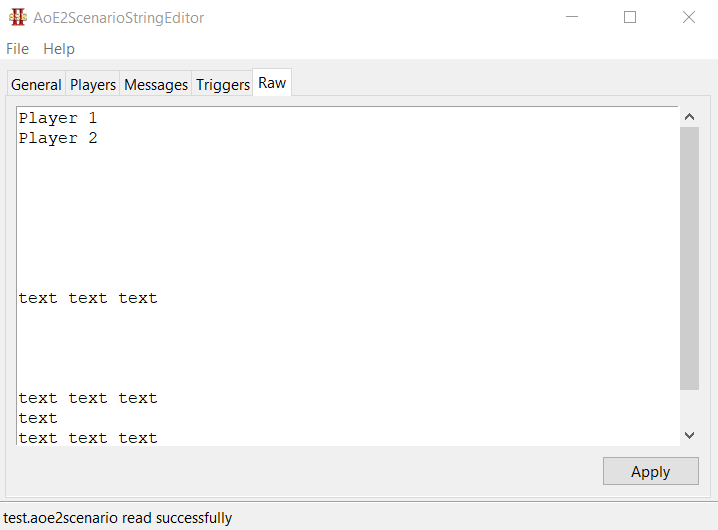 AoE2ScenarioStringEditor
File Help
General Players Messages Triggers Raw
Player 1
Player 2
text text text
text text text
text
text text text
Apply
test.aoe2scenario read successfully